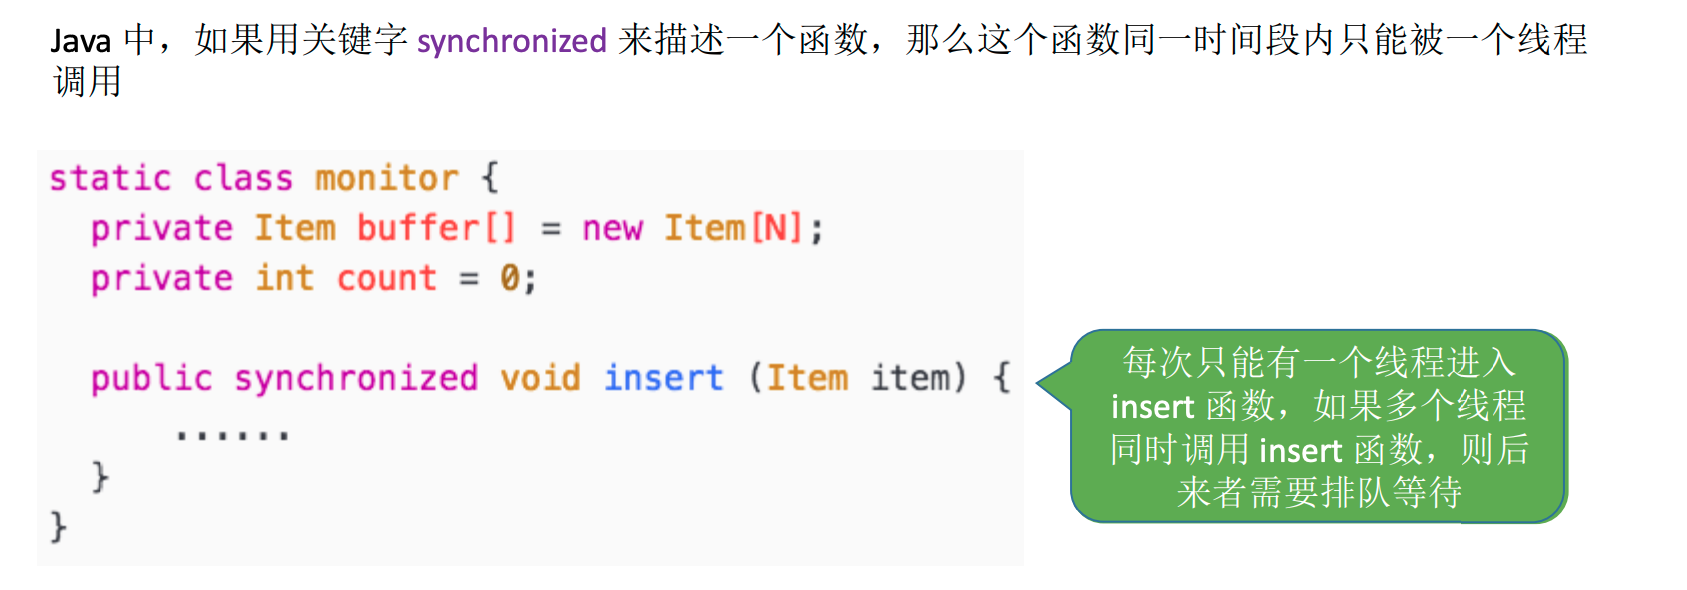 Java 中，如果用关键字 synchronized 来描述一个函数，那么这个函数同一时间段内只能被一个线程
调用
static class monitor {
private Item buffer[] = new Item[N];
private int count = 0;
public synchronized void insert (Item item) {
......
}
}
每次只能有一个线程进入
insert 函数，如果多个线程
同时调用 insert 函数，则后
来者需要排队等待